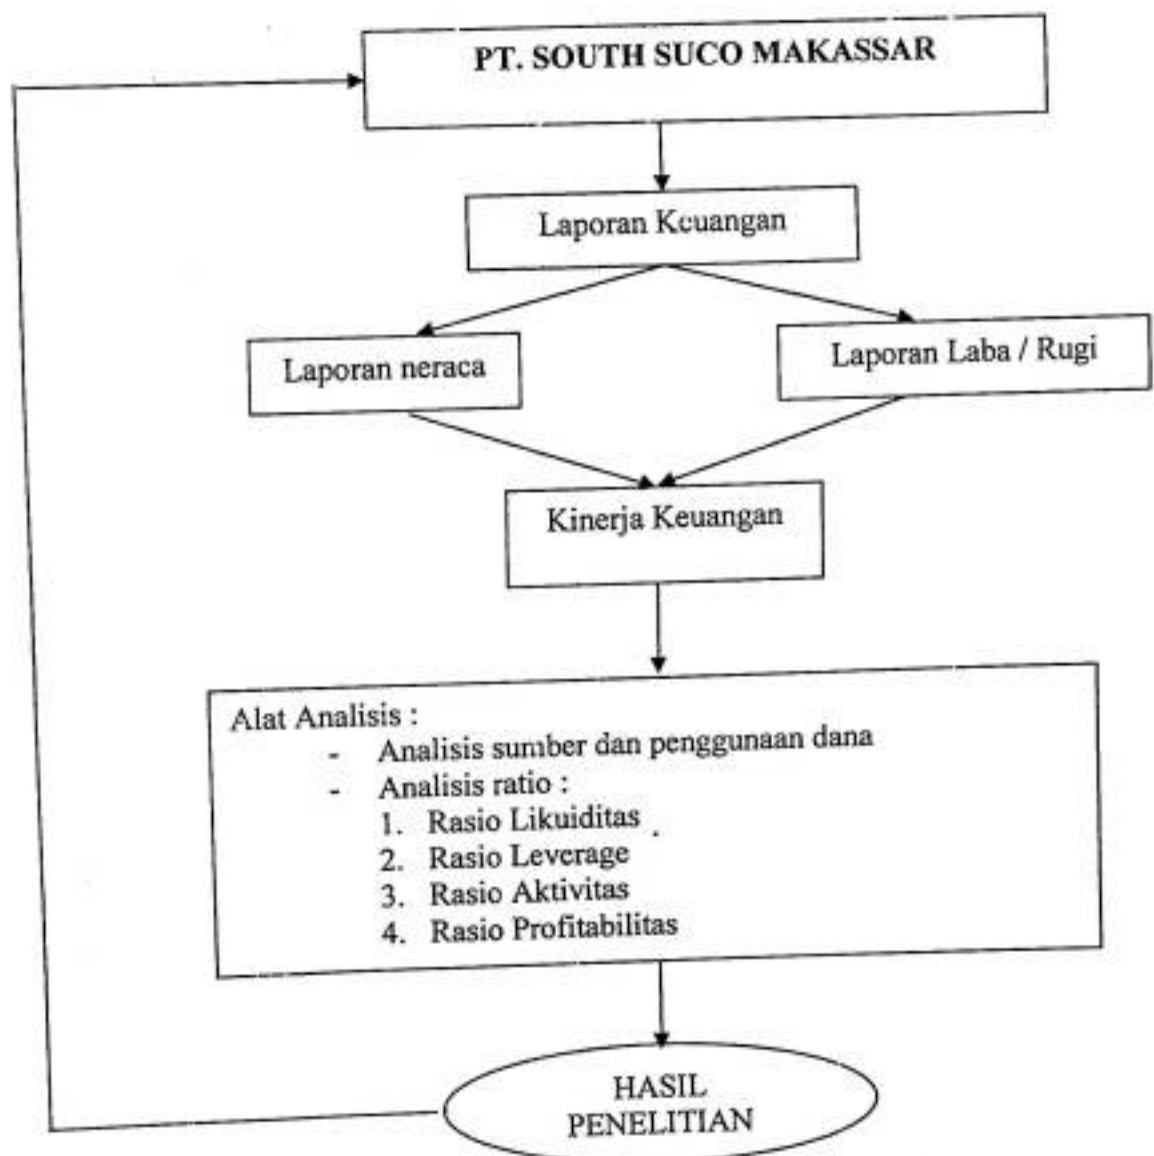 PT. SOUTH SUCO MAKASSAR
Laporan Keuangan
Laporan neraca
Laporan Laba / Rugi
Kinerja Keuangan
Alat Analisis :
- Analisis sumber dan penggunaan dana
- Analisis ratio :
1. Rasio Likuiditas
2. Rasio Leverage
3. Rasio Aktivitas
4. Rasio Profitabilitas
HASIL
PENELITIAN